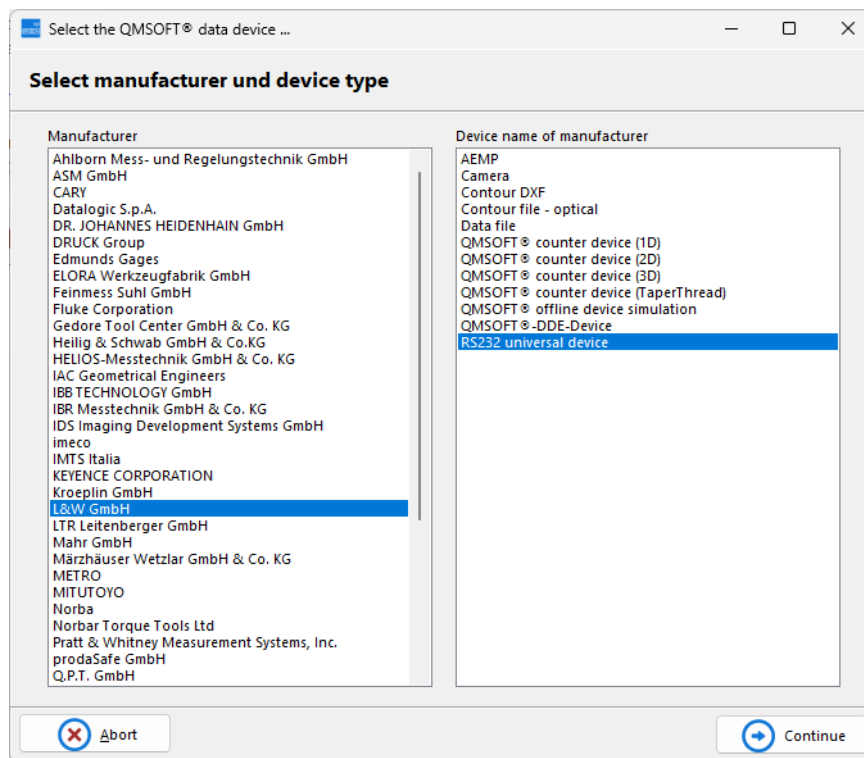 Select the QMSOFT® data device ...
Select manufacturer und device type
Manufacturer
Ahlborn Mess- und Regelungstechnik GmbH
ASM GmbH
CARY
Datalogic S.p.A.
DR. JOHANNES HEIDENHAIN GmbH
DRUCK Group
Edmunds Gages
ELORA Werkzeugfabrik GmbH
Feinmess Suhl GmbH
Fluke Corporation
Gedore Tool Center GmbH & Co. KG
Heilig & Schwab GmbH & Co.KG
HELIOS-Messtechnik GmbH & Co. KG
IAC Geometrical Engineers
IBB TECHNOLOGY GmbH
IBR Messtechnik GmbH & Co. KG
IDS Imaging Development Systems GmbH
imeco
IMTS Italia
KEYENCE CORPORATION
Kroeplin GmbH
L&W GmbH
LTR Leitenberger GmbH
Mahr GmbH
Märzhäuser Wetzlar GmbH & Co. KG
METRO
MITUTOYO
Norba
Norbar Torque Tools Ltd
Pratt & Whitney Measurement Systems, Inc.
prodaSafe GmbH
Q.P.T. GmbH
Device name of manufacturer
AEMP
Camera
Contour DXF
Contour file - optical
Data file
QMSOFT® counter device (1D)
QMSOFT® counter device (2D)
QMSOFT® counter device (3D)
QMSOFT® counter device (TaperThread)
QMSOFT® offline device simulation
QMSOFT®-DDE-Device
RS232 universal device
Abort
Continue